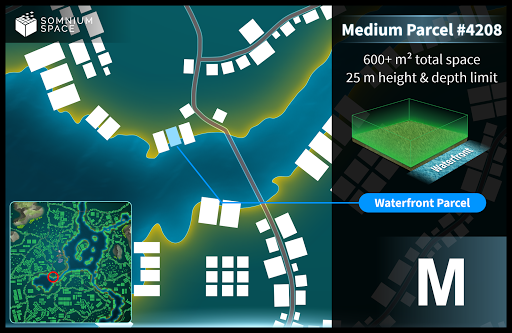 SOMNIUM
SPACE
Medium Parcel #4208
600+ m² total space
25 m height & depth limit
Waterfront
Waterfront Parcel
M